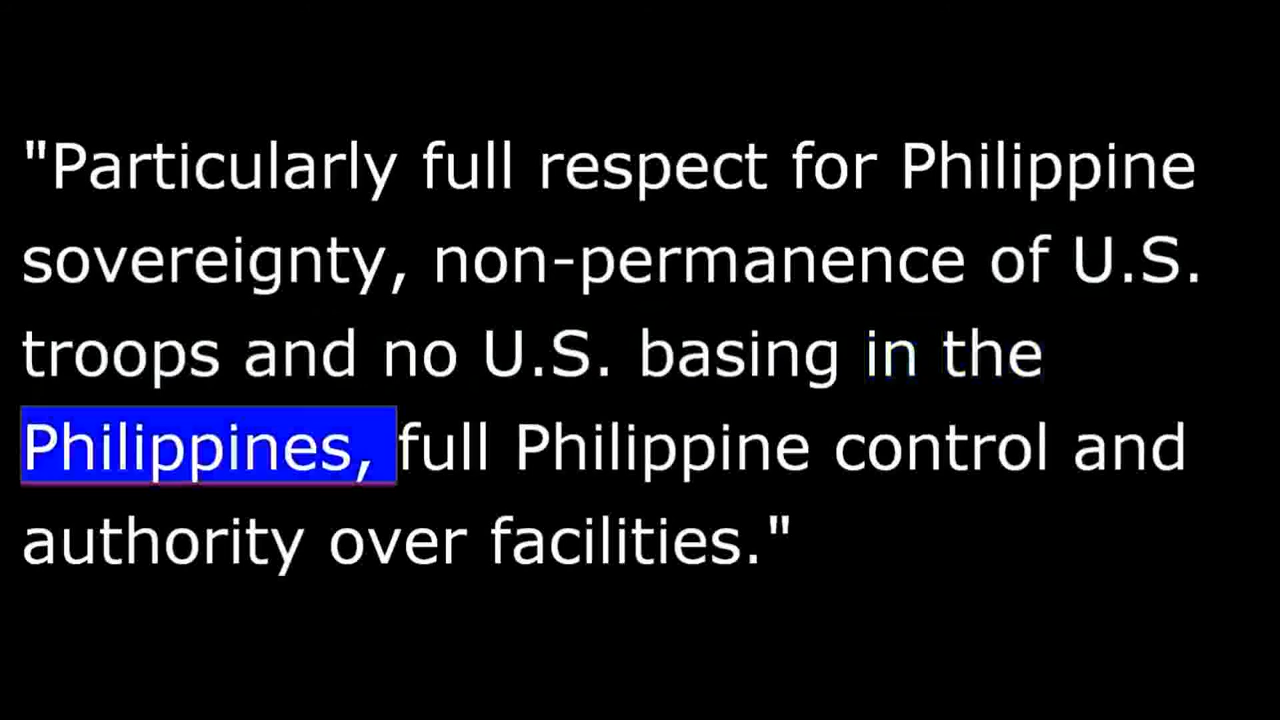 "Particularly full respect for Philippine
sovereignty, non-permanence of U.S.
troops and no U.S. basing in the
Philippines, full Philippine control and
authority over facilities."